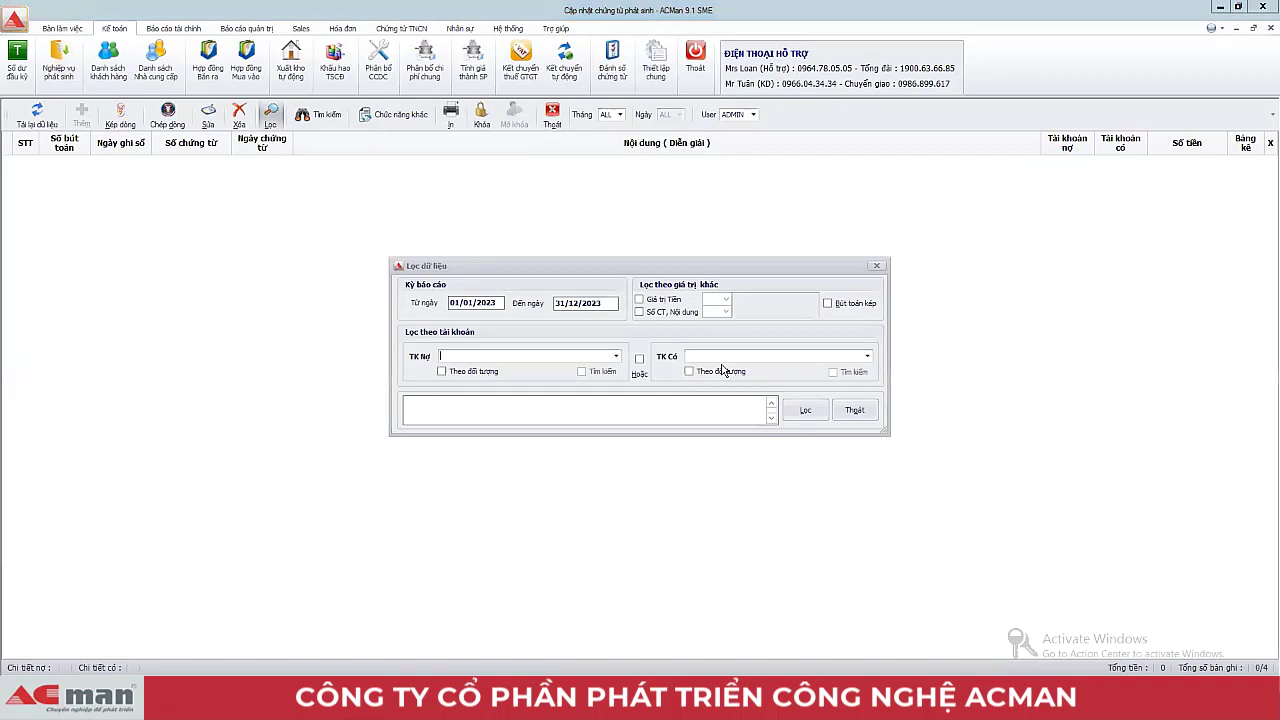 Cập nhật chứng từ phát sinh - ACMan 9.1 SME
Bàn làm việc Kế toán Báo cáo tài chính Báo cáo quản trị Sales Hóa đơn Chứng từ TNCN Nhân sự Hệ thống Trợ giúp
Số dư đầu kỳ
Nghiệp vụ phát sinh
Danh sách khách hàng
Danh sách Nhà cung cấp
Hợp đồng Bán ra
Hợp đồng Mua vào
Xuất kho tự động
Khấu hao TSCĐ
Phân bổ CCDC
Phân bổ chi phí chung
Tính giá thành SP
Kết chuyển thuế GTGT
Kết chuyển tự động
Đánh số chứng từ
Thiết lập chung
Thoát
ĐIỆN THOẠI HỖ TRỢ
Mrs Loan (Hỗ trợ) : 0964.78.05.05 - Tổng đài : 1900.63.66.85
Mr Tuân (KD) : 0966.04.34.34 - Chuyển giao : 0986.899.617
Tải lại dữ liệu Thêm Kép dòng Chép dòng Sửa Xóa Lọc Tìm kiếm Chức năng khác In Khóa Mở khóa Thoát Tháng ALL Ngày ALL User ADMIN
STT Số bút toán Ngày ghi sổ Số chứng từ Ngày chứng từ Nội dung ( Diễn giải ) Tài khoản nợ Tài khoản có Số tiền Bảng kê X
Lọc dữ liệu
Kỳ báo cáo Lọc theo giá trị khác
Từ ngày 01/01/2023 Đến ngày 31/12/2023
Giá trị Tiền
Số CT, Nội dung
Bút toán kép
Lọc theo tài khoản
TK Nợ TK Có
Theo đối tượng Tìm kiếm Hoặc Theo đối tượng Tìm kiếm
Lọc Thoát
Activate Windows
Go to Action Center to activate Windows.
Chi tiết nợ : Chi tiết có : Tổng tiền : 0 Tổng số bản ghi : 0/4
ACman
Chuyên nghiệp để phát triển
CÔNG TY CỔ PHẦN PHÁT TRIỂN CÔNG NGHỆ ACMAN